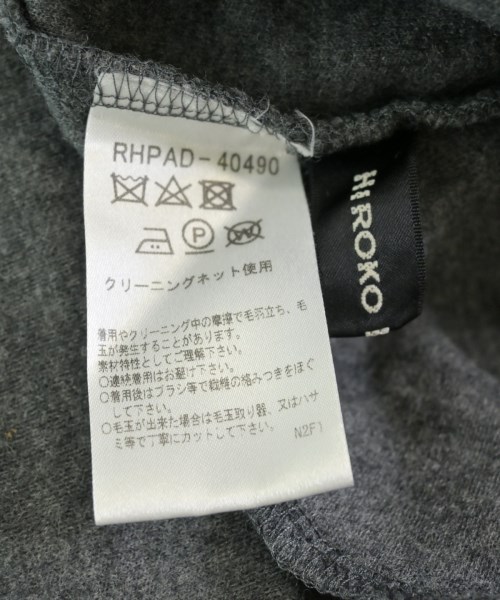 RHPAD-40490
P
クリーニングネット使用
着用やクリーニング中の摩擦で毛羽立ち、毛
玉が発生することがあります。
素材特性としてご理解下さい。
○連続着用はお避け下さい。
○着用後はブラシ等で繊維の絡みつきをほぐ
して下さい。
○毛玉が出来た場合は毛玉取り器、又はハサ
ミ等で丁寧にカットして下さい。
N2F1
HIROKO